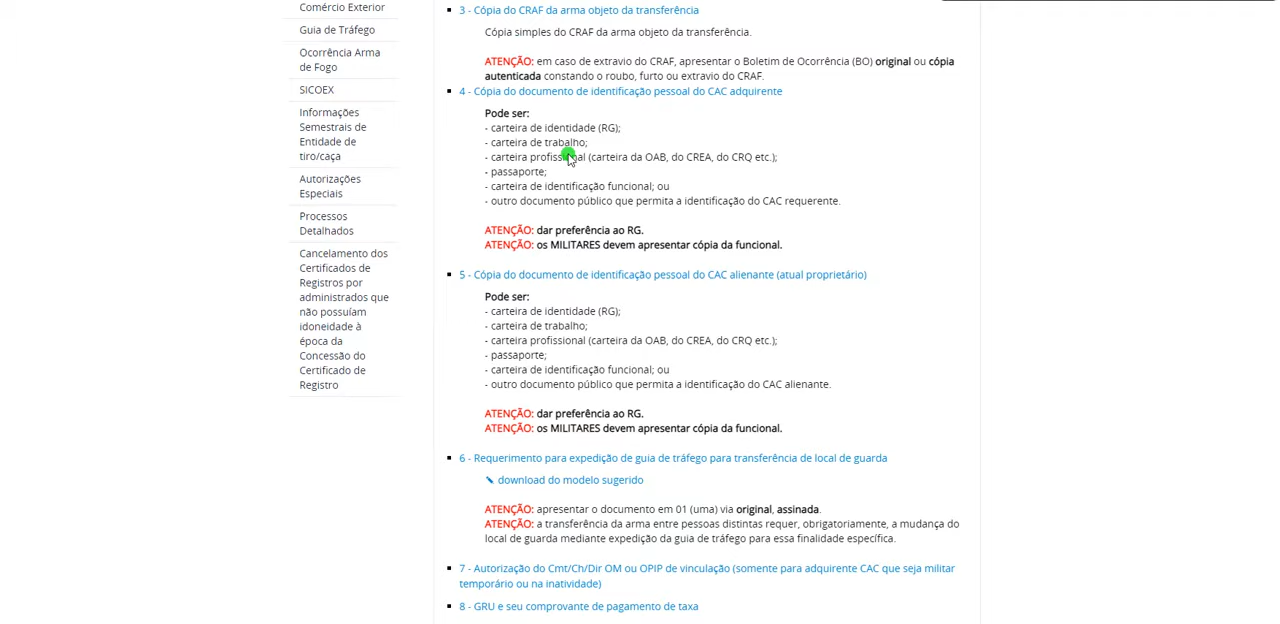 Comércio Exterior
Guia de Tráfego
Ocorrência Arma
de Fogo
SICOEX
Informações
Semestrais de
Entidade de
tiro/caça
Autorizações
Especiais
Processos
Detalhados
Cancelamento dos
Certificados de
Registros por
administrados que
não possuíam
idoneidade à
época da
Concessão do
Certificado de
Registro
3 - Cópia do CRAF da arma objeto da transferência
Cópia simples do CRAF da arma objeto da transferência.
ATENÇÃO: em caso de extravio do CRAF, apresentar o Boletim de Ocorrência (BO) original ou cópia
autenticada constando o roubo, furto ou extravio do CRAF.
4 - Cópia do documento de identificação pessoal do CAC adquirente
Pode ser:
- carteira de identidade (RG);
- carteira de trabalho;
- carteira profissional (carteira da OAB, do CREA, do CRQ etc.);
- passaporte;
- carteira de identificação funcional; ou
- outro documento público que permita a identificação do CAC requerente.
ATENÇÃO: dar preferência ao RG.
ATENÇÃO: os MILITARES devem apresentar cópia da funcional.
5 - Cópia do documento de identificação pessoal do CAC alienante (atual proprietário)
Pode ser:
- carteira de identidade (RG);
- carteira de trabalho;
- carteira profissional (carteira da OAB, do CREA, do CRQ etc.);
- passaporte;
- carteira de identificação funcional; ou
- outro documento público que permita a identificação do CAC alienante.
ATENÇÃO: dar preferência ao RG.
ATENÇÃO: os MILITARES devem apresentar cópia da funcional.
6 - Requerimento para expedição de guia de tráfego para transferência de local de guarda
download do modelo sugerido
ATENÇÃO: apresentar o documento em 01 (uma) via original, assinada.
ATENÇÃO: a transferência da arma entre pessoas distintas requer, obrigatoriamente, a mudança do
local de guarda mediante expedição da guia de tráfego para essa finalidade específica.
7 - Autorização do Cmt/Ch/Dir OM ou OPIP de vinculação (somente para adquirente CAC que seja militar
temporário ou na inatividade)
8 - GRU e seu comprovante de pagamento de taxa